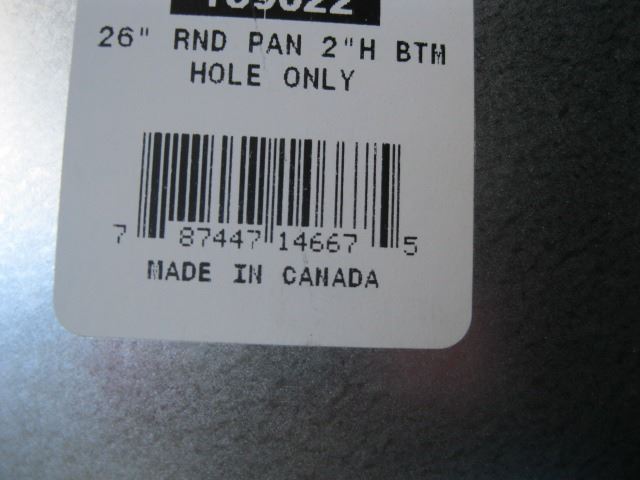 26" RND PAN 2"H BTM
HOLE ONLY
7 87447 14667 5
MADE IN CANADA